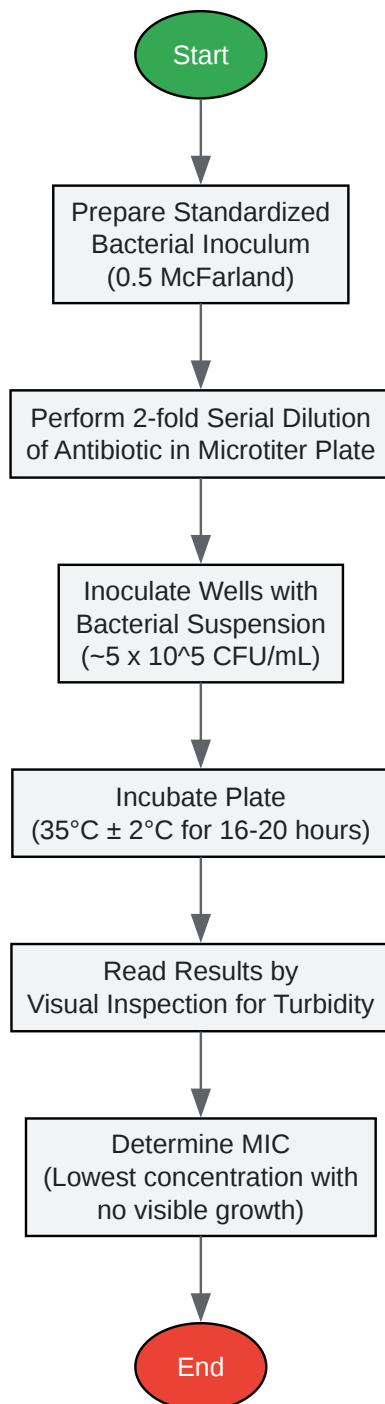 Start
Prepare Standardized
Bacterial Inoculum
(0.5 McFarland)
Perform 2-fold Serial Dilution
of Antibiotic in Microtiter Plate
Inoculate Wells with
Bacterial Suspension
(~5 x 10^5 CFU/mL)
Incubate Plate
(35°C ± 2°C for 16-20 hours)
Read Results by
Visual Inspection for Turbidity
Determine MIC
(Lowest concentration with
no visible growth)
End